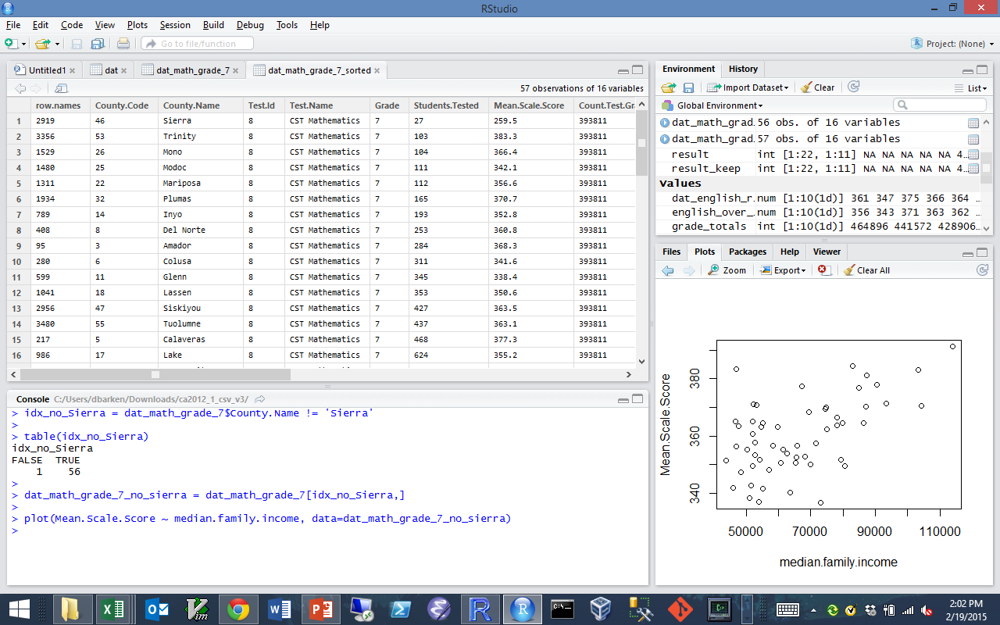 RStudio
File Edit Code View Plots Session Build Debug Tools Help
Go to file/function Project: (None)
Untitled1 dat dat_math_grade_7 dat_math_grade_7_sorted
57 observations of 16 variables
row.names County.Code County.Name Test.Id Test.Name Grade Students.Tested Mean.Scale.Score Count.Test.Gr
1 2919 46 Sierra 8 CST Mathematics 7 27 259.5 393811
2 3356 53 Trinity 8 CST Mathematics 7 103 383.3 393811
3 1529 26 Mono 8 CST Mathematics 7 104 366.4 393811
4 1480 25 Modoc 8 CST Mathematics 7 111 342.1 393811
5 1311 22 Mariposa 8 CST Mathematics 7 112 356.6 393811
6 1934 32 Plumas 8 CST Mathematics 7 165 370.7 393811
7 789 14 Inyo 8 CST Mathematics 7 193 352.8 393811
8 408 8 Del Norte 8 CST Mathematics 7 253 360.8 393811
9 95 3 Amador 8 CST Mathematics 7 284 368.3 393811
10 280 6 Colusa 8 CST Mathematics 7 311 341.6 393811
11 599 11 Glenn 8 CST Mathematics 7 345 338.4 393811
12 1041 18 Lassen 8 CST Mathematics 7 353 350.6 393811
13 2956 47 Siskiyou 8 CST Mathematics 7 427 363.5 393811
14 3480 55 Tuolumne 8 CST Mathematics 7 437 363.1 393811
15 217 5 Calaveras 8 CST Mathematics 7 468 377.3 393811
16 986 17 Lake 8 CST Mathematics 7 624 355.2 393811
Console C:/Users/dbarken/Downloads/ca2012_1_csv_v3/
> idx_no_Sierra = dat_math_grade_7$County.Name != 'Sierra'
>
> table(idx_no_Sierra)
idx_no_Sierra
FALSE TRUE
1 56
>
> dat_math_grade_7_no_sierra = dat_math_grade_7[idx_no_Sierra,]
>
> plot(Mean.Scale.Score ~ median.family.income, data=dat_math_grade_7_no_sierra)
>
Environment History
Import Dataset Clear List
Global Environment
dat_math_grad… 56 obs. of 16 variables
dat_math_grad… 57 obs. of 16 variables
result int [1:22, 1:11] NA NA NA NA NA 4…
result_keep int [1:22, 1:11] NA NA NA NA NA 4…
Values
dat_english_r… num [1:10(1d)] 361 347 375 366 364 …
english_over_… num [1:10(1d)] 356 343 371 363 362 …
grade_totals int [1:10(1d)] 464896 441572 428906…
Files Plots Packages Help Viewer
Zoom Export Clear All
Mean.Scale.Score
380
360
340
50000 70000 90000 110000
median.family.income
2:02 PM
2/19/2015